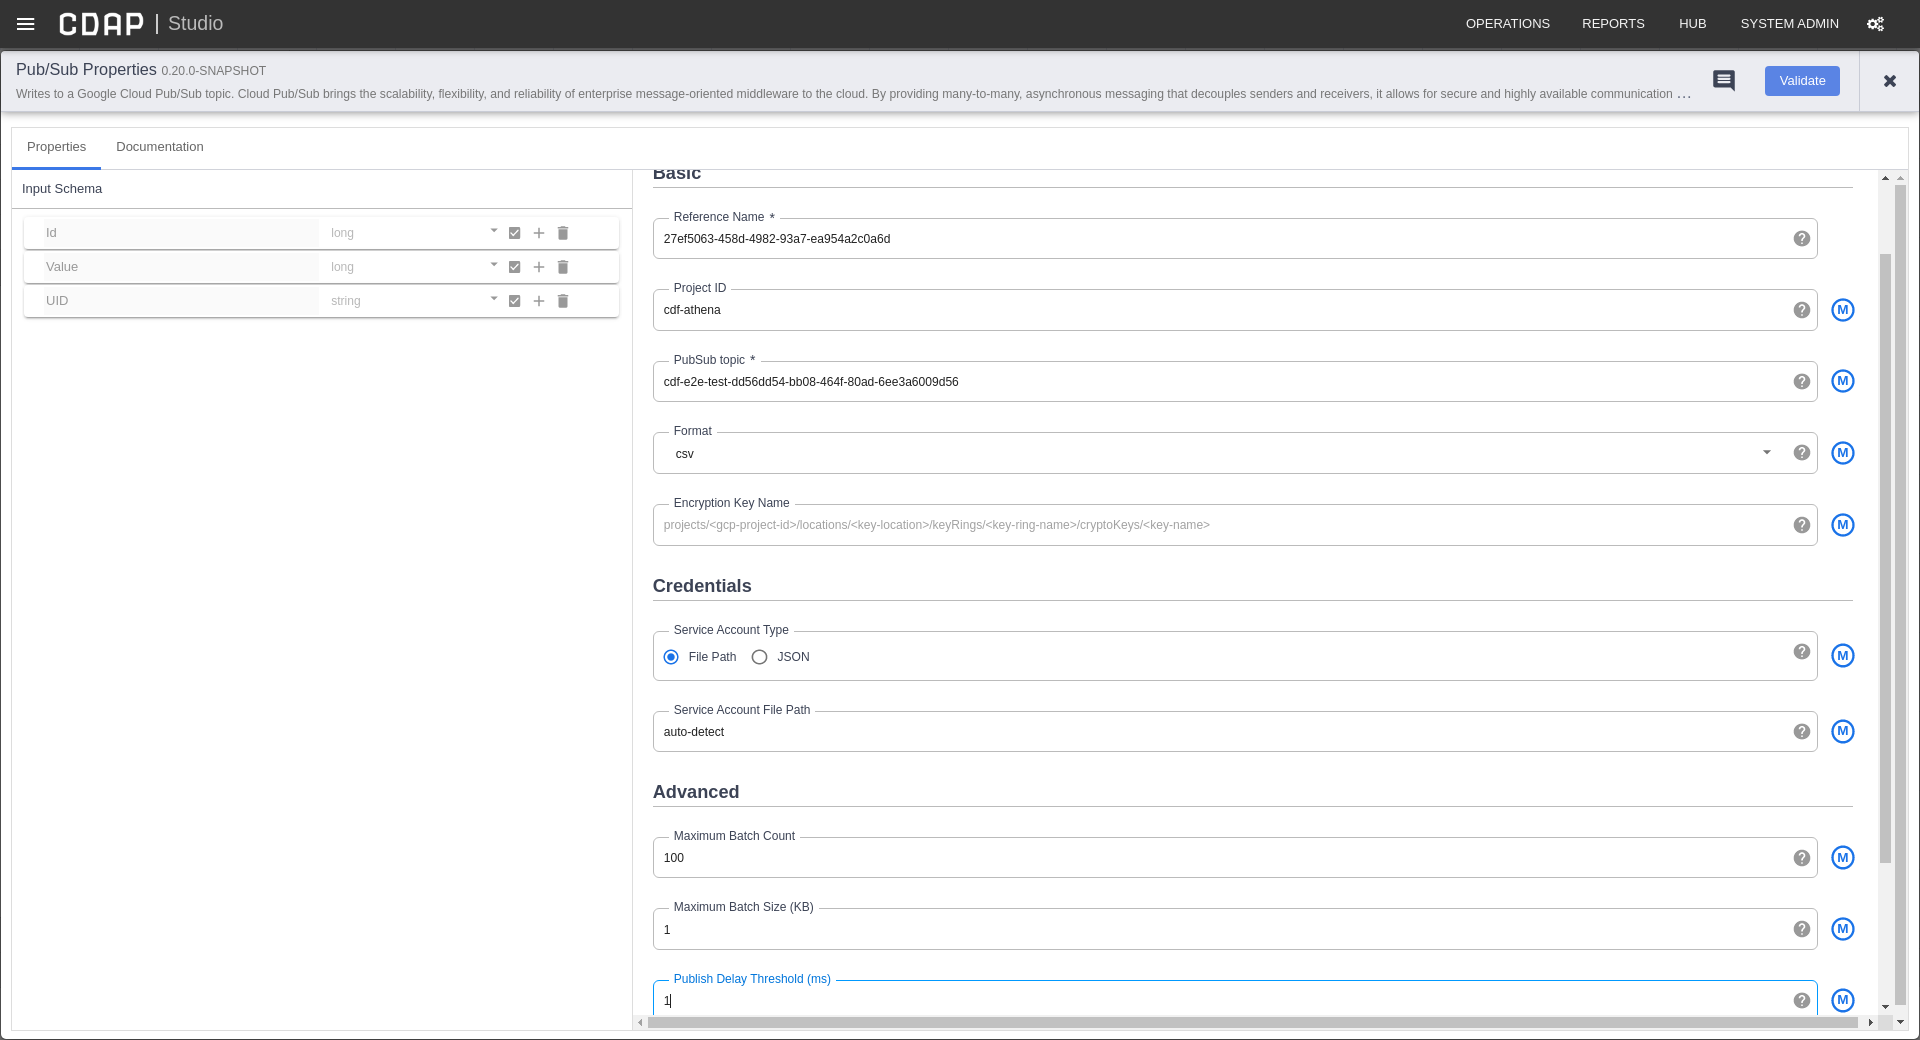 CDAP | Studio OPERATIONS REPORTS HUB SYSTEM ADMIN
Pub/Sub Properties 0.20.0-SNAPSHOT
Writes to a Google Cloud Pub/Sub topic. Cloud Pub/Sub brings the scalability, flexibility, and reliability of enterprise message-oriented middleware to the cloud. By providing many-to-many, asynchronous messaging that decouples senders and receivers, it allows for secure and highly available communication ...
Validate
Properties Documentation
Input Schema
Id long
Value long
UID string
Basic
Reference Name *
27ef5063-458d-4982-93a7-ea954a2c0a6d
Project ID
cdf-athena
M
PubSub topic *
cdf-e2e-test-dd56dd54-bb08-464f-80ad-6ee3a6009d56
M
Format
csv
M
Encryption Key Name
projects/<gcp-project-id>/locations/<key-location>/keyRings/<key-ring-name>/cryptoKeys/<key-name>
M
Credentials
Service Account Type
File Path JSON
M
Service Account File Path
auto-detect
M
Advanced
Maximum Batch Count
100
M
Maximum Batch Size (KB)
1
M
Publish Delay Threshold (ms)
1
M